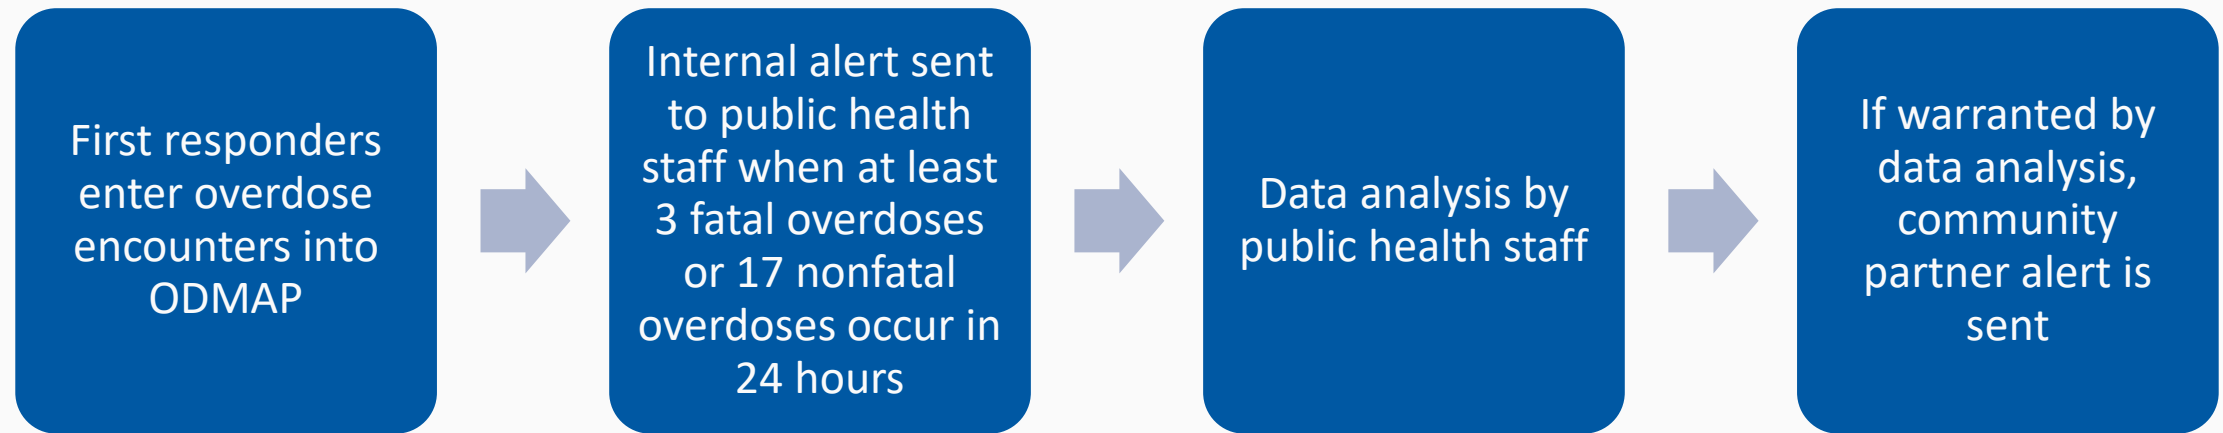 First responders
enter overdose
encounters into
ODMAP
Internal alert sent
to public health
staff when at least
3 fatal overdoses
or 17 nonfatal
overdoses occur in
24 hours
Data analysis by
public health staff
If warranted by
data analysis,
community
partner alert is
sent